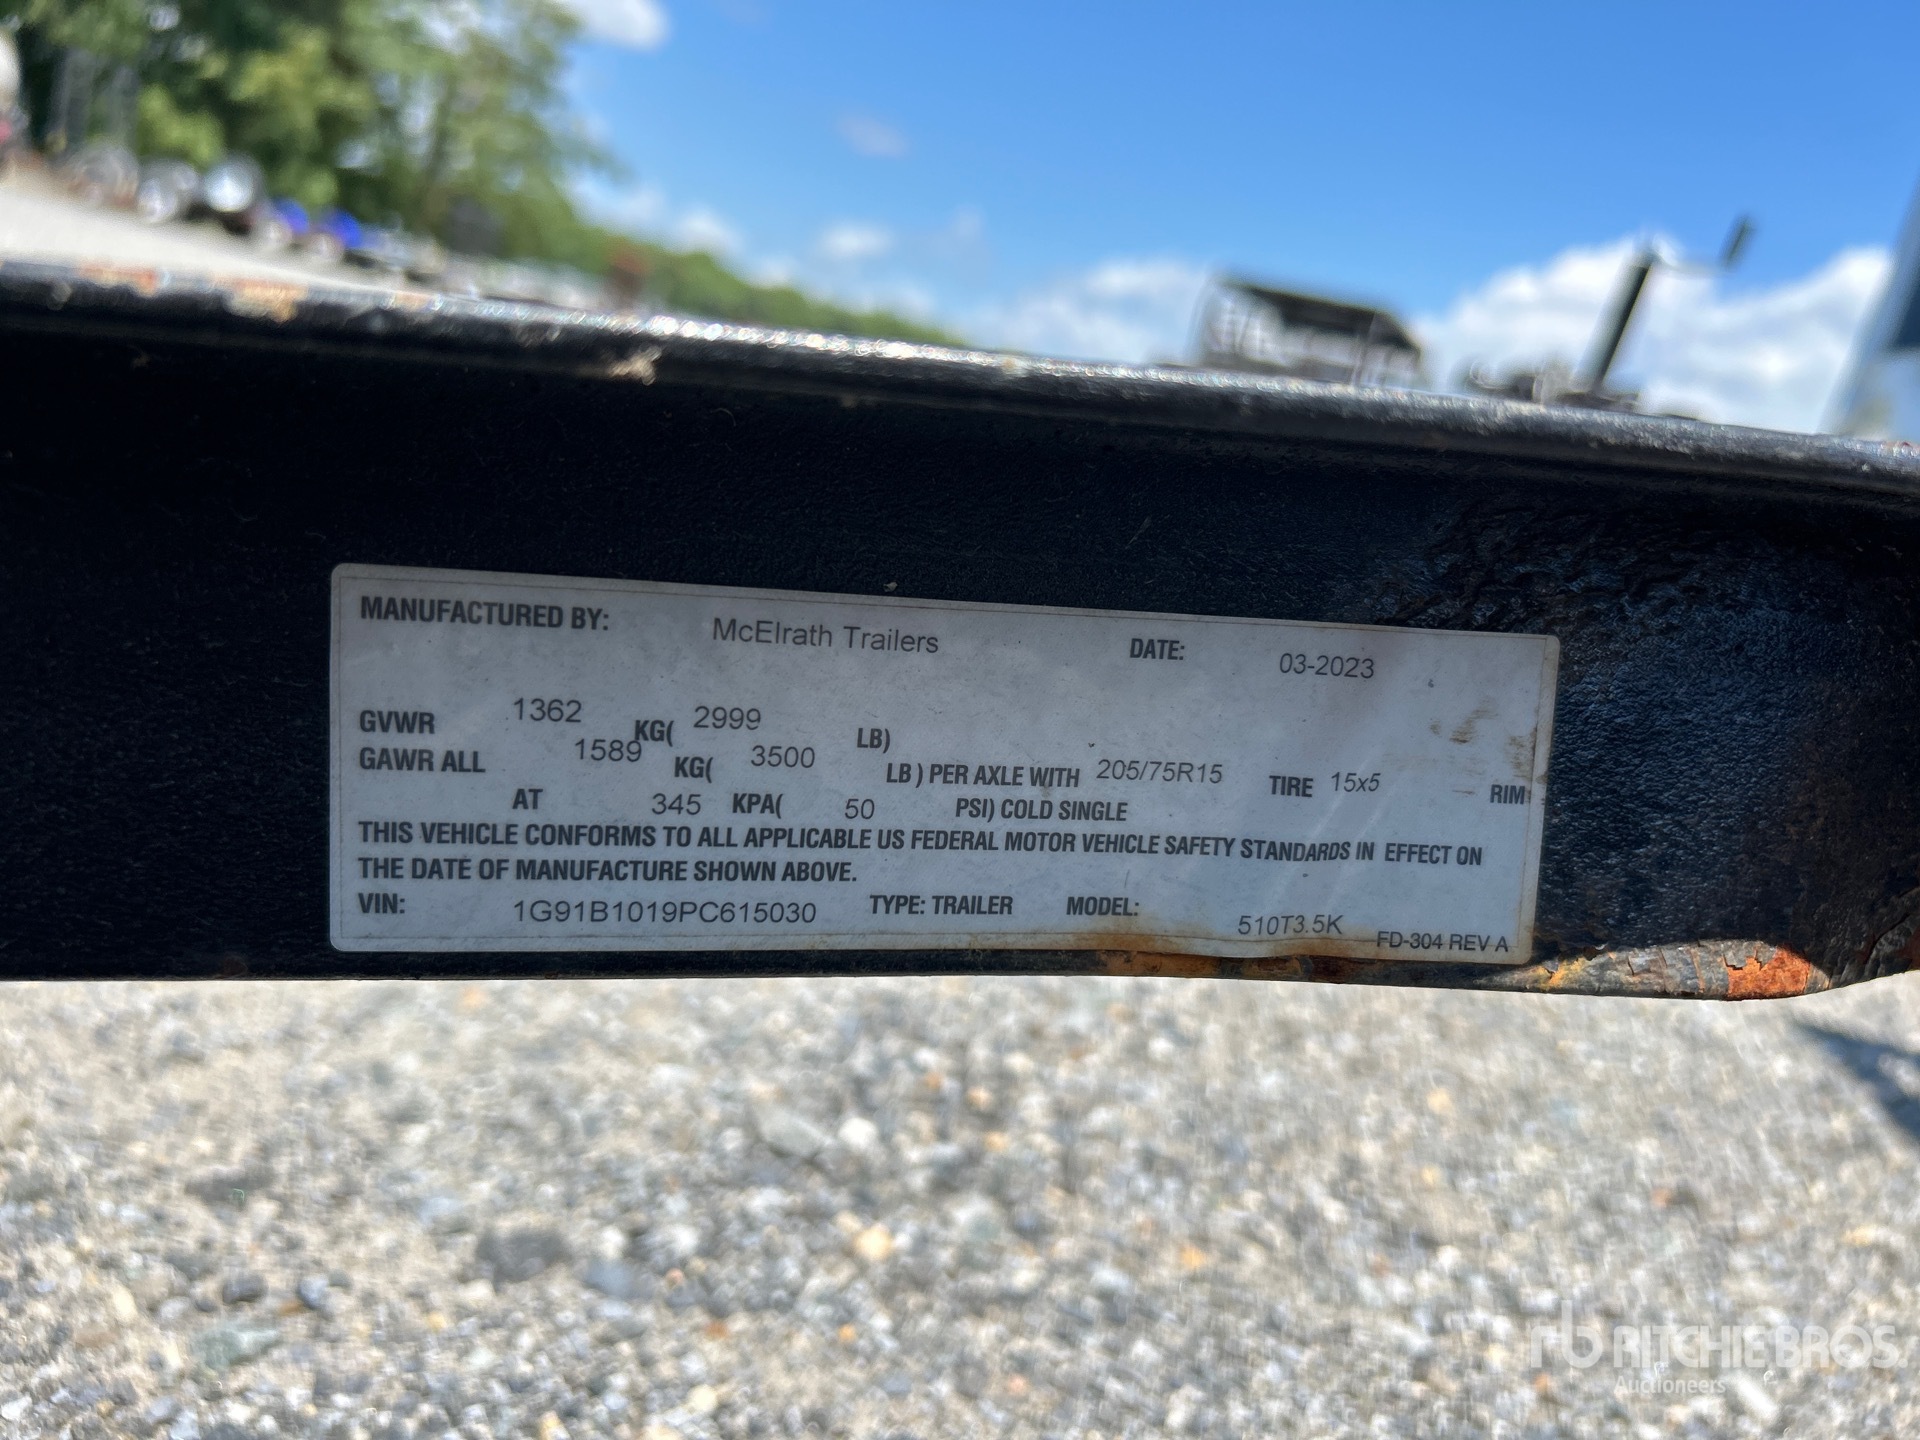 MANUFACTURED BY: McElrath Trailers DATE: 03-2023
GVWR 1362 KG( 2999 LB)
GAWR ALL 1589 KG( 3500 LB ) PER AXLE WITH 205/75R15 TIRE 15x5 RIM
AT 345 KPA( 50 PSI) COLD SINGLE
THIS VEHICLE CONFORMS TO ALL APPLICABLE US FEDERAL MOTOR VEHICLE SAFETY STANDARDS IN EFFECT ON
THE DATE OF MANUFACTURE SHOWN ABOVE.
VIN: 1G91B1019PC615030 TYPE: TRAILER MODEL: 510T3.5K FD-304 REV A
rb RITCHIE BROS.
Auctioneers